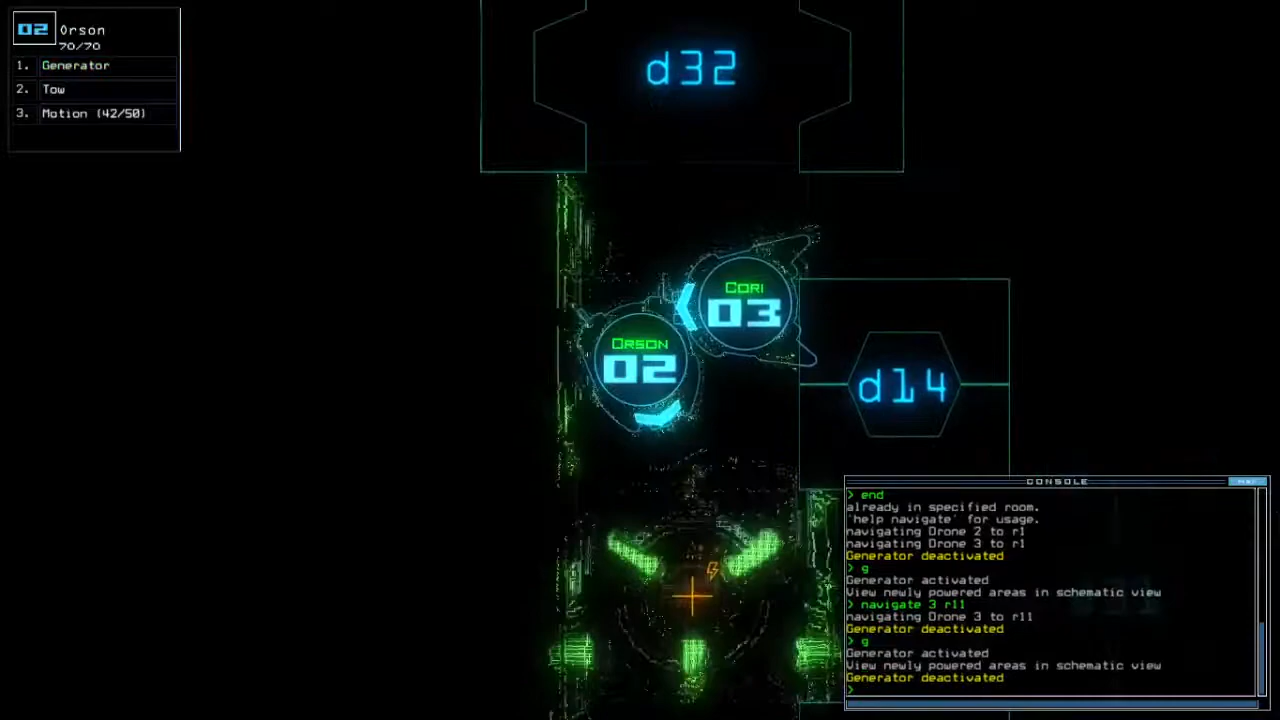 02 Orson
70/70
1. Generator
2. Tow
3. Motion (42/50)
d32
Cori
03
Orson
02
d14
CONSOLE
> end
already in specified room.
'help navigate' for usage.
navigating Drone 2 to r1
navigating Drone 3 to r1
Generator deactivated
> g
Generator activated
View newly powered areas in schematic view
> navigate 3 r11
navigating Drone 3 to r11
Generator deactivated
> g
Generator activated
View newly powered areas in schematic view
Generator deactivated
>